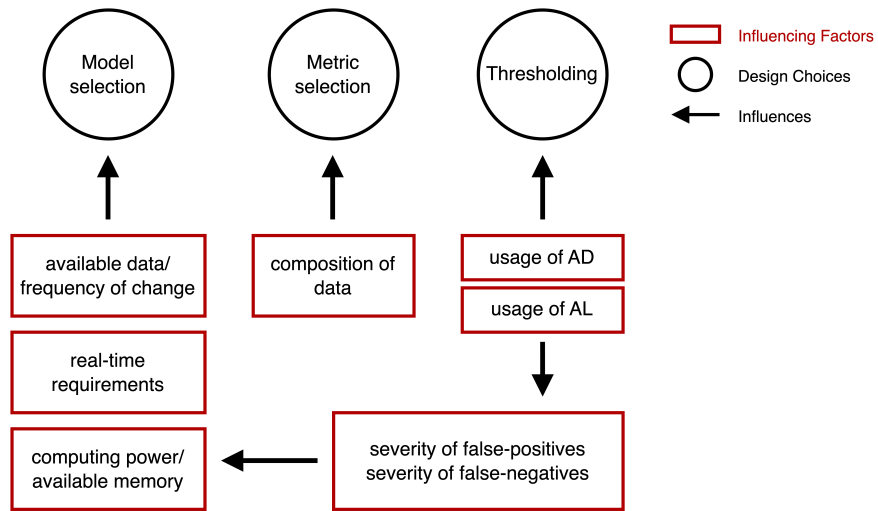 Model
selection
Metric
selection
Thresholding
Influencing Factors
Design Choices
Influences
available data/
frequency of change
composition of
data
usage of AD
usage of AL
real-time
requirements
computing power/
available memory
severity of false-positives
severity of false-negatives